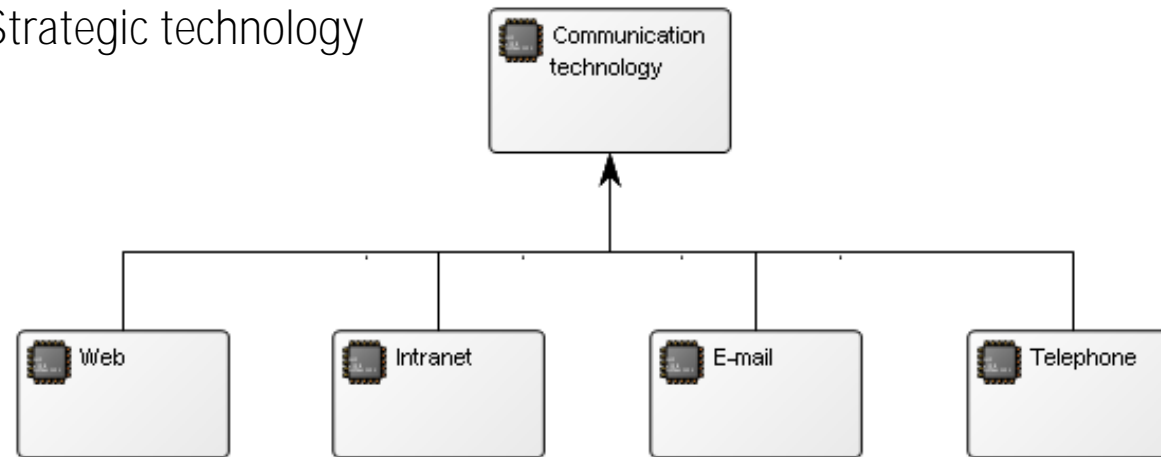 Strategic technology
Communication
technology
Web
Intranet
E-mail
Telephone